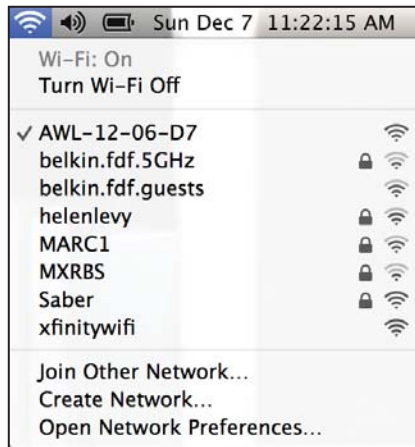 Sun Dec 7 11:22:15 AM
Wi-Fi: On
Turn Wi-Fi Off
✓ AWL-12-06-D7
belkin.fdf.5GHz
belkin.fdf.guests
helenlevy
MARC1
MXRBS
Saber
xfinitywifi
Join Other Network...
Create Network...
Open Network Preferences...